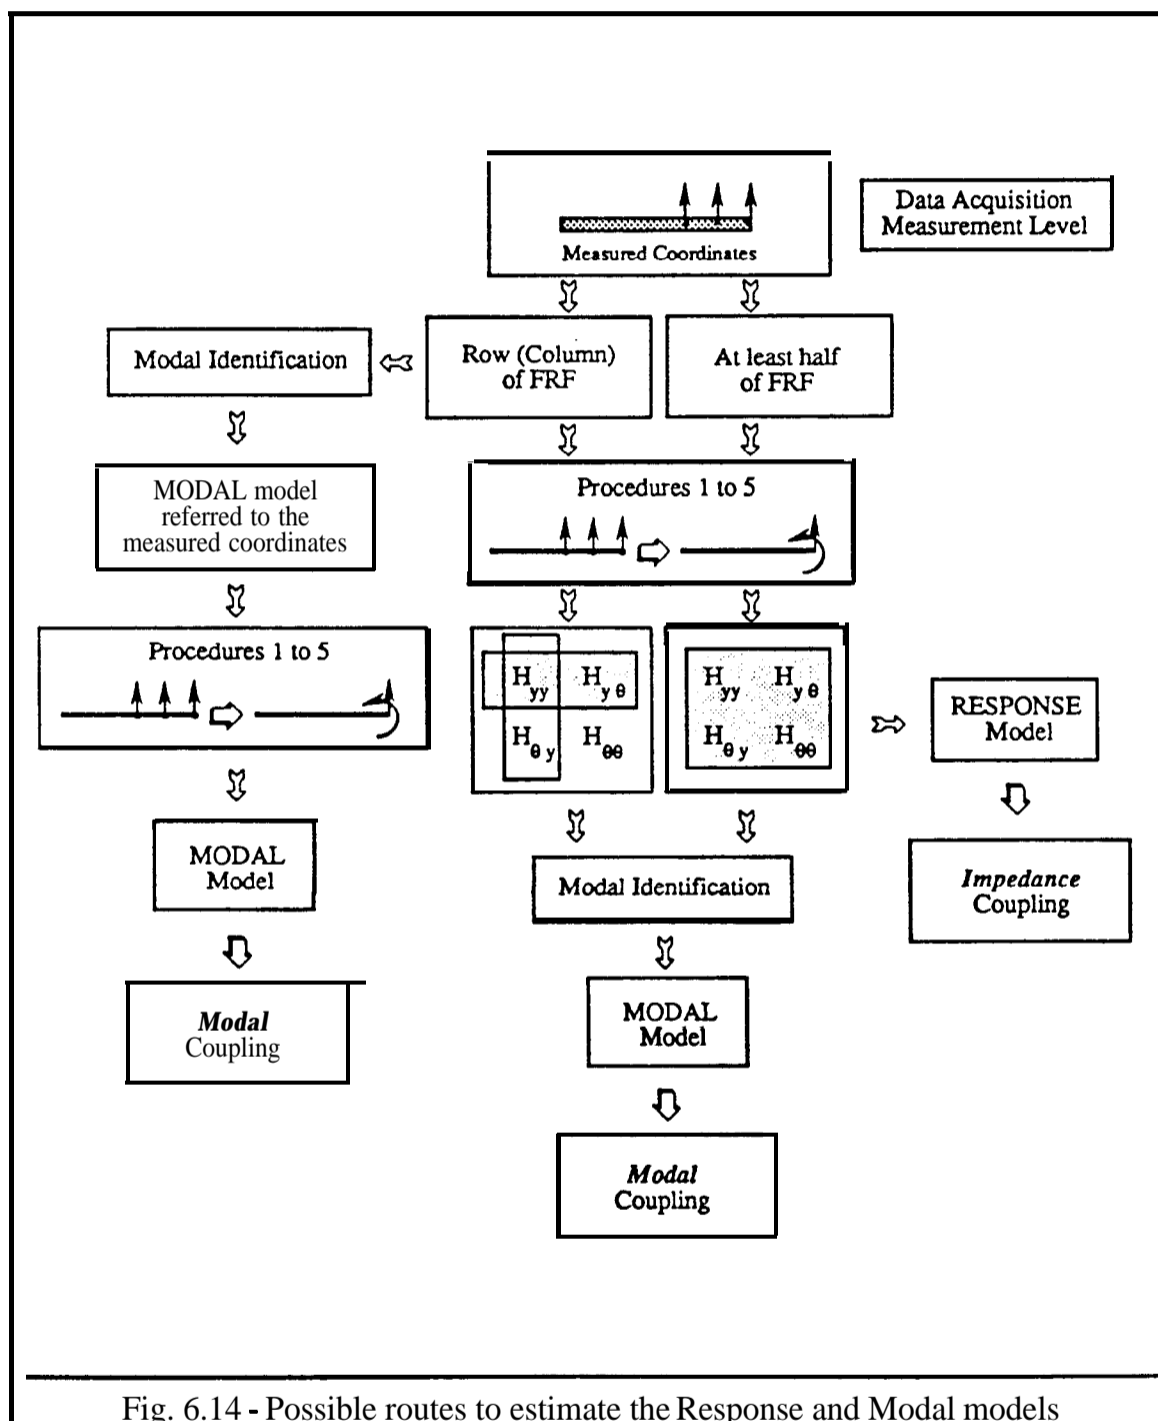 Data Acquisition
Measurement Level
Measured Coordinates
Modal Identification
Row (Column)
of FRF
At least half
of FRF
MODAL model
referred to the
measured coordinates
Procedures 1 to 5
Procedures 1 to 5
H yy H y θ
H θ y H θθ
H yy H y θ
H θ y H θθ
RESPONSE
Model
MODAL
Model
Modal Identification
Impedance
Coupling
Modal
Coupling
MODAL
Model
Modal
Coupling
Fig. 6.14 - Possible routes to estimate the Response and Modal models